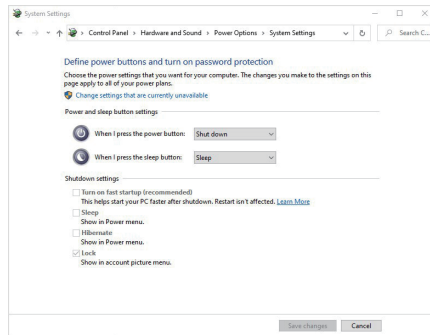 System Settings
Control Panel > Hardware and Sound > Power Options > System Settings
Search C...
Define power buttons and turn on password protection
Choose the power settings that you want for your computer. The changes you make to the settings on this
page apply to all of your power plans.
Change settings that are currently unavailable
Power and sleep button settings
When I press the power button: Shut down
When I press the sleep button: Sleep
Shutdown settings
Turn on fast startup (recommended)
This helps start your PC faster after shutdown. Restart isn't affected. Learn More
Sleep
Show in Power menu.
Hibernate
Show in Power menu.
Lock
Show in account picture menu.
Save changes Cancel